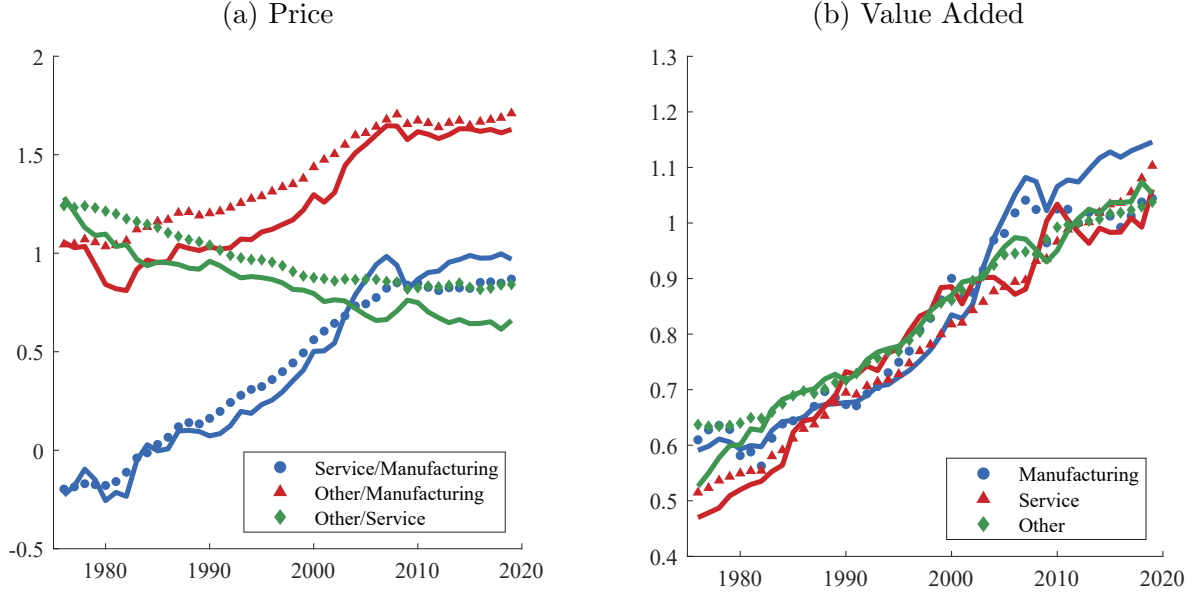 (a) Price
2
1.5
1
0.5
0
-0.5
1980 1990 2000 2010 2020
Service/Manufacturing
Other/Manufacturing
Other/Service
(b) Value Added
1.3
1.2
1.1
1
0.9
0.8
0.7
0.6
0.5
0.4
1980 1990 2000 2010 2020
Manufacturing
Service
Other